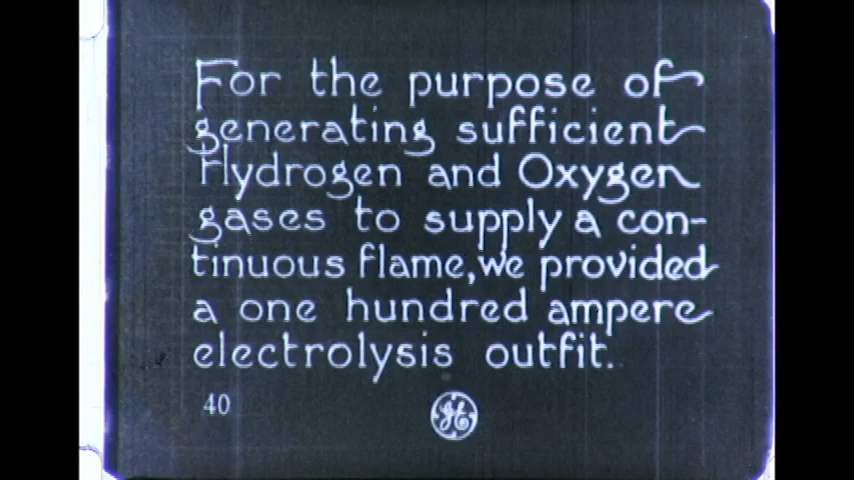 For the purpose of
generating sufficient
Hydrogen and Oxygen
gases to supply a con-
tinuous flame, we provided
a one hundred ampere
electrolysis outfit.
40
GE